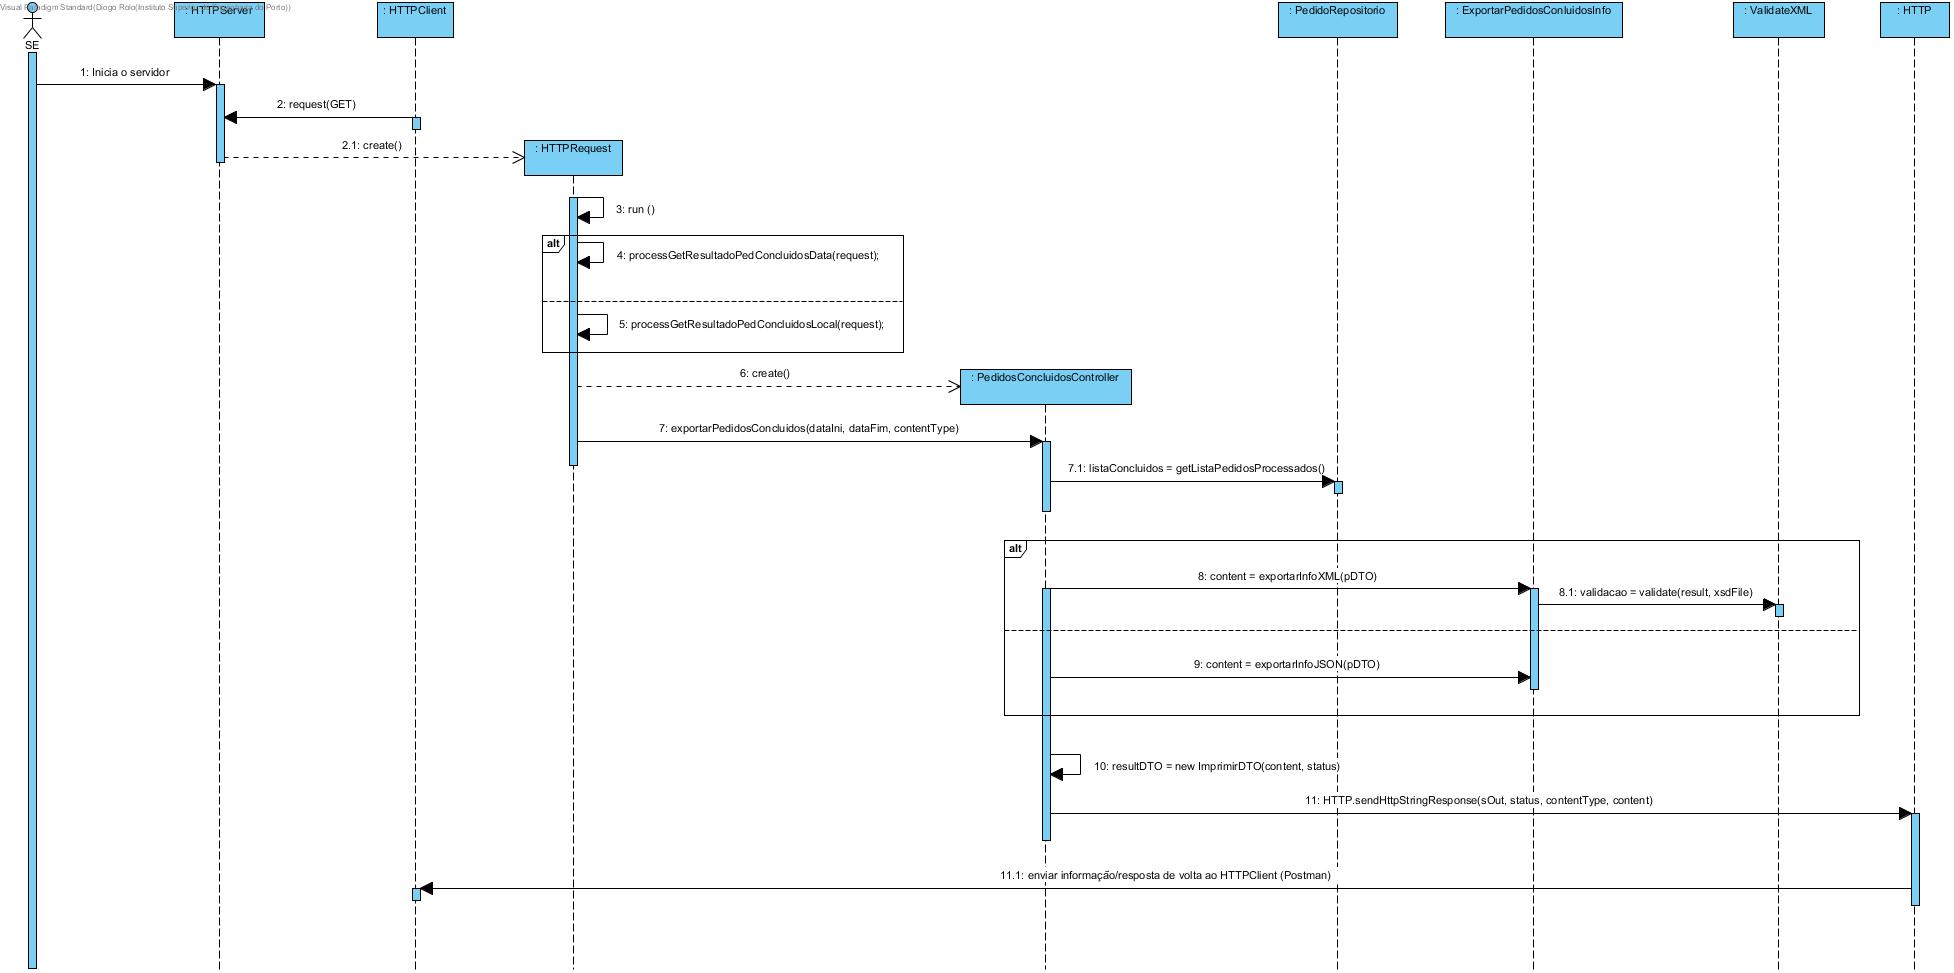 Visual Paradigm Standard(Diogo Rolo(Instituto Superior de Engenharia do Porto))
SE
: HTTPServer
: HTTPClient
: PedidoRepositorio
: ExportarPedidosConluidosInfo
: ValidateXML
: HTTP
1: Inicia o servidor
2: request(GET)
2.1: create()
: HTTPRequest
3: run ()
alt
4: processGetResultadoPedConcluidosData(request);
5: processGetResultadoPedConcluidosLocal(request);
6: create()
: PedidosConcluidosController
7: exportarPedidosConcluidos(dataIni, dataFim, contentType)
7.1: listaConcluidos = getListaPedidosProcessados()
alt
8: content = exportarInfoXML(pDTO)
8.1: validacao = validate(result, xsdFile)
9: content = exportarInfoJSON(pDTO)
10: resultDTO = new ImprimirDTO(content, status)
11: HTTP.sendHttpStringResponse(sOut, status, contentType, content)
11.1: enviar informação/resposta de volta ao HTTPClient (Postman)